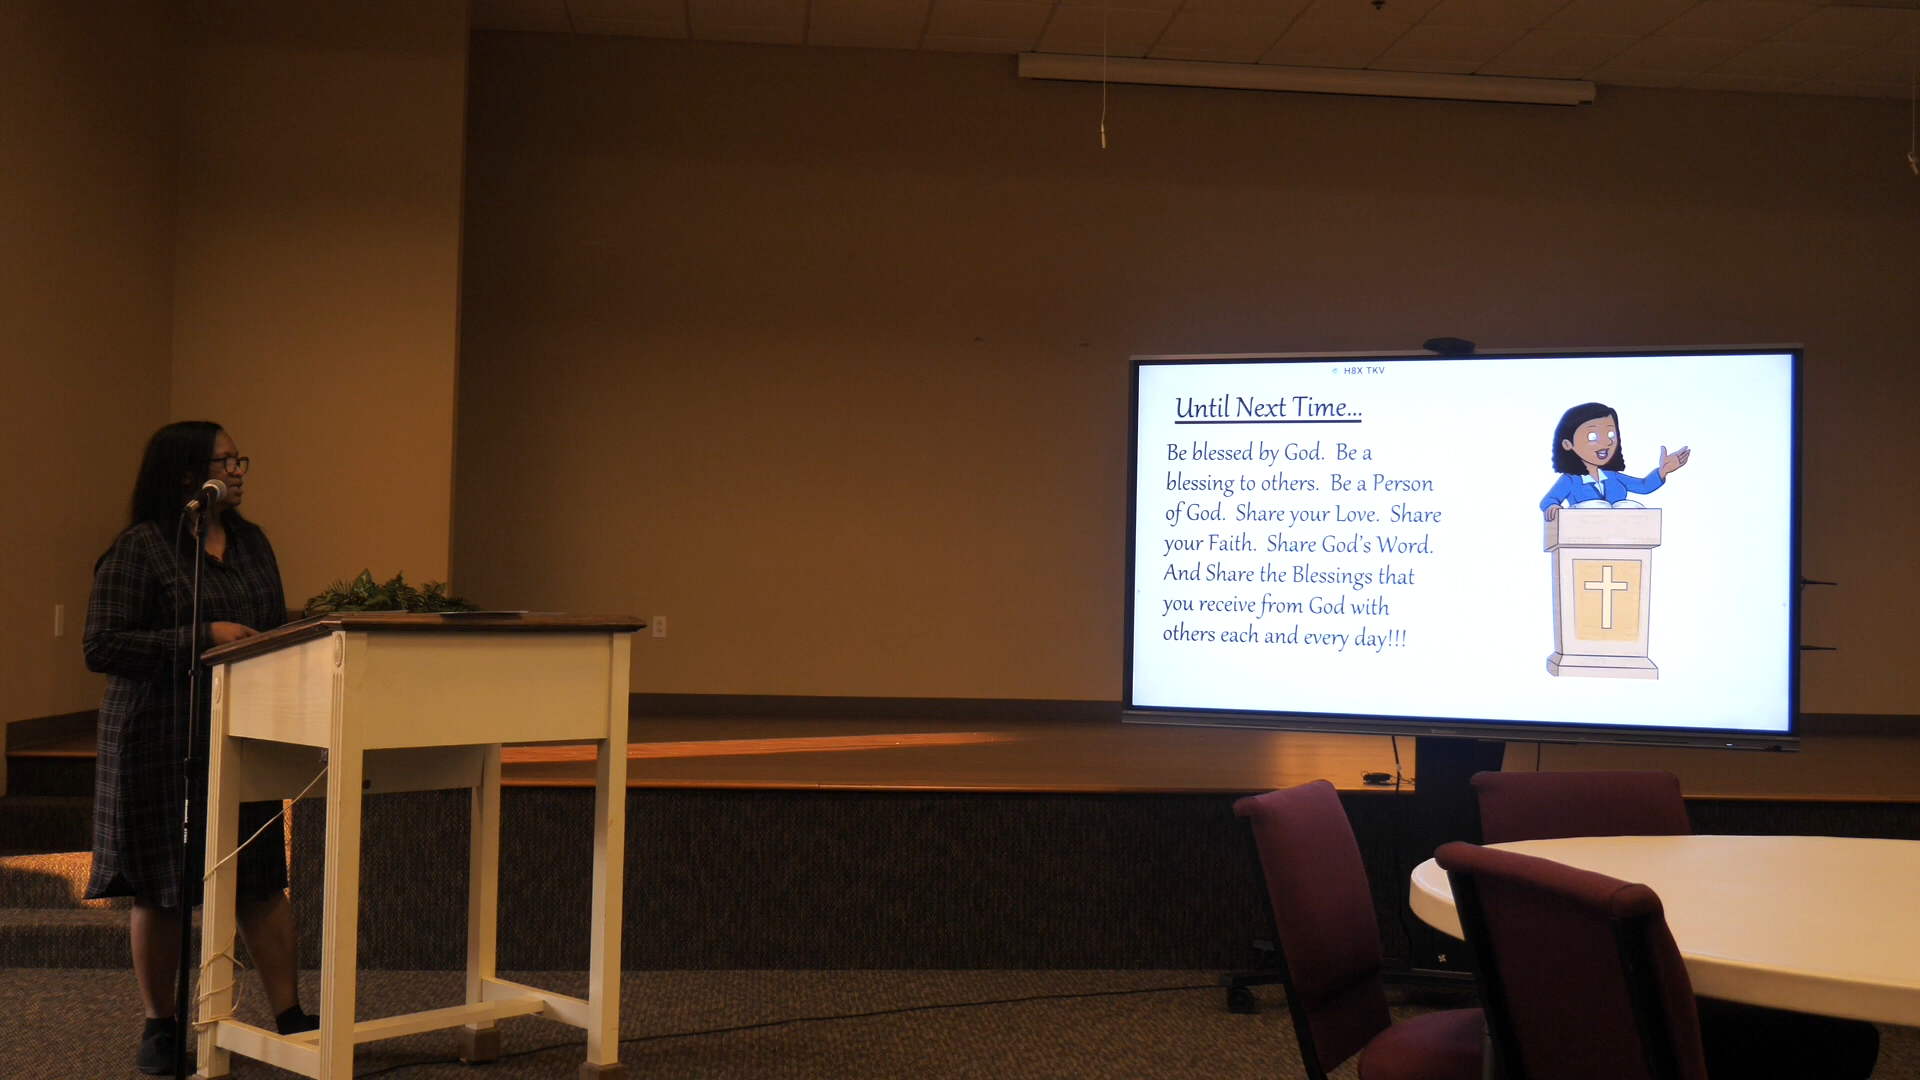 H8X TKV
Until Next Time...
Be blessed by God. Be a
blessing to others. Be a Person
of God. Share your Love. Share
your Faith. Share God's Word.
And Share the Blessings that
you receive from God with
others each and every day!!!